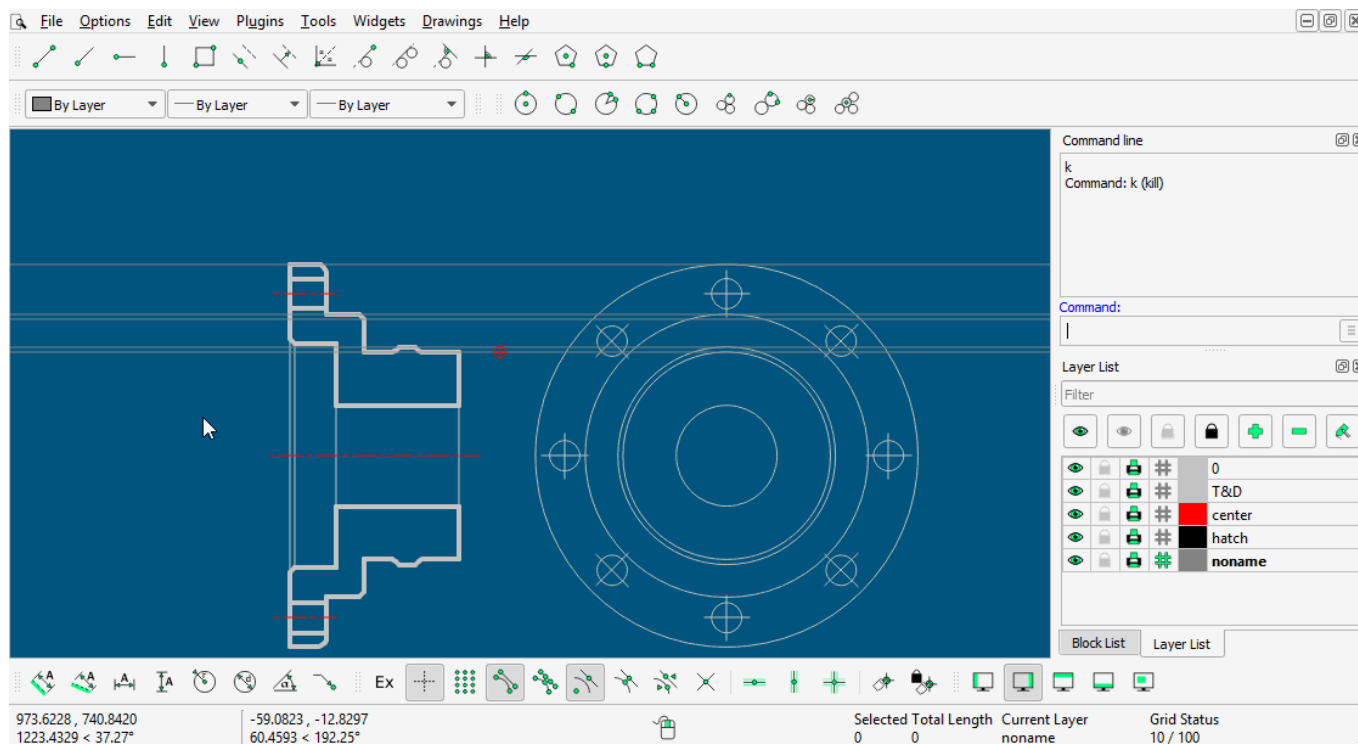 File Options Edit View Plugins Tools Widgets Drawings Help
By Layer By Layer By Layer
Command line
k
Command: k (kill)
Command:
Layer List
Filter
0
T&D
center
hatch
noname
Block List Layer List
Ex
973.6228 , 740.8420 -59.0823 , -12.8297 Selected Total Length Current Layer Grid Status
1223.4329 < 37.27° 60.4593 < 192.25° 0 0 noname 10 / 100